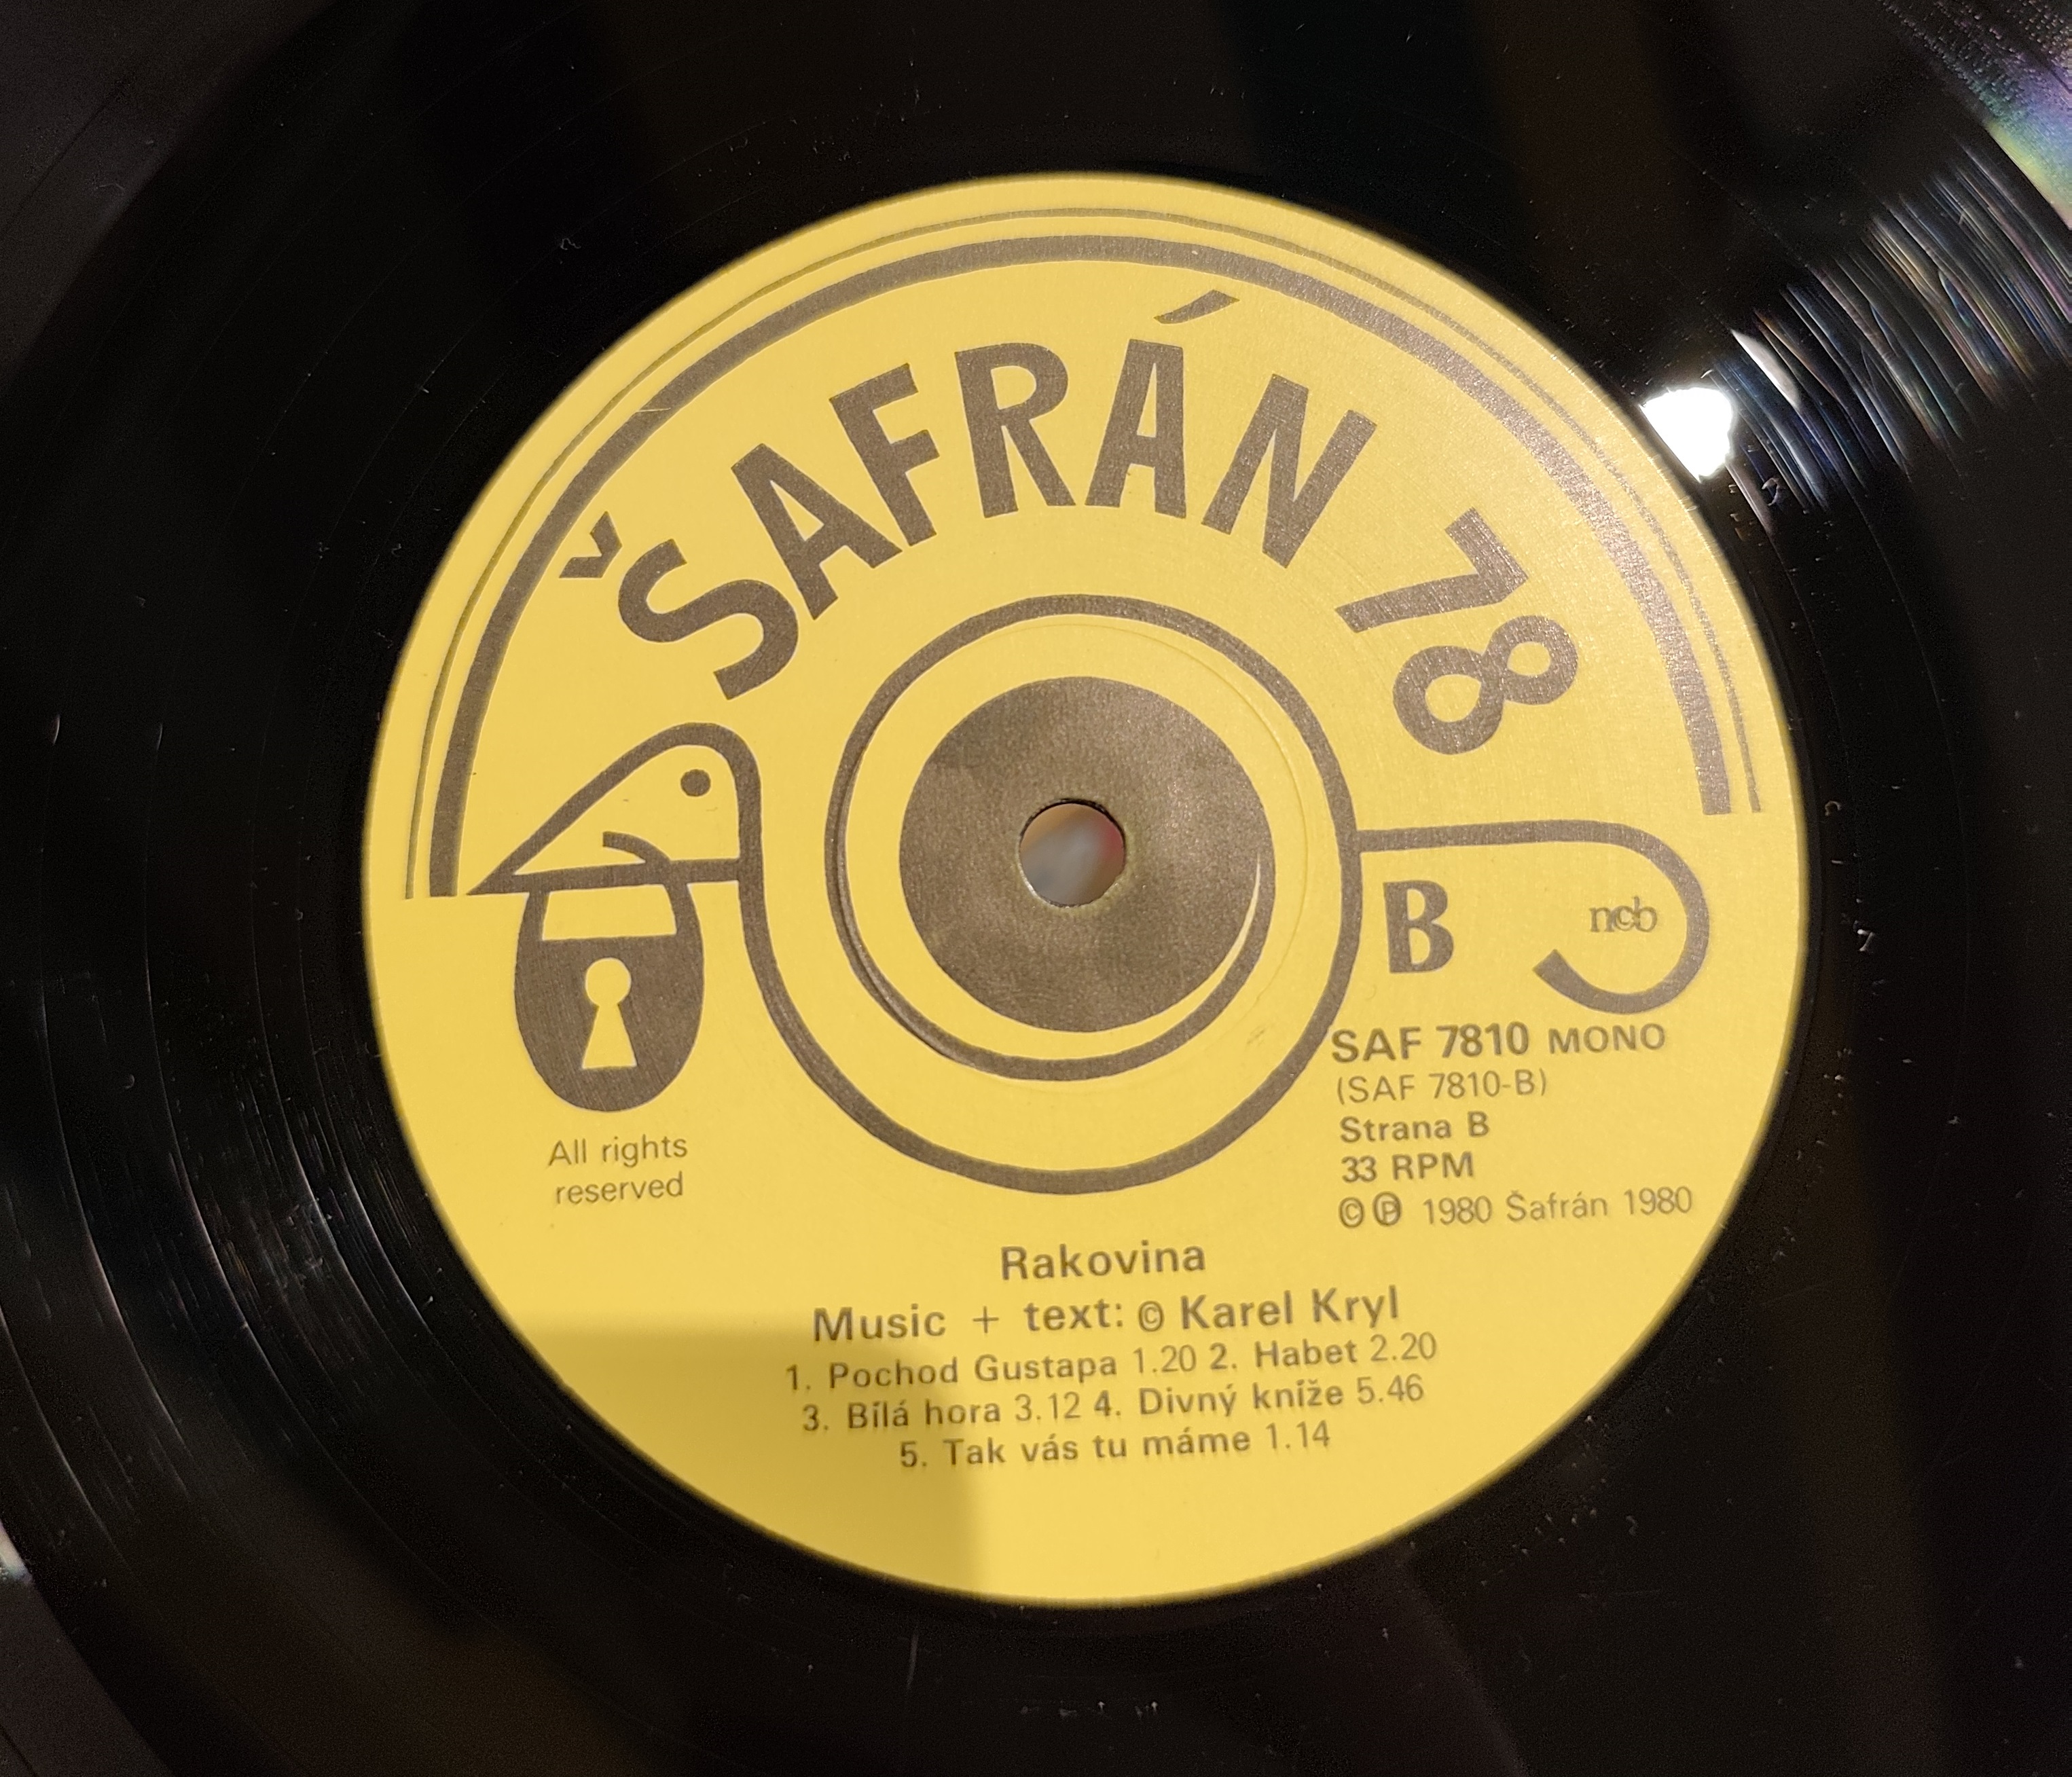 ŠAFRÁN 78
B
ncb
SAF 7810 MONO
(SAF 7810-B)
Strana B
33 RPM
© ℗ 1980 Šafrán 1980
All rights
reserved
Rakovina
Music + text: © Karel Kryl
1. Pochod Gustapa 1.20 2. Habet 2.20
3. Bílá hora 3.12 4. Divný kníže 5.46
5. Tak vás tu máme 1.14